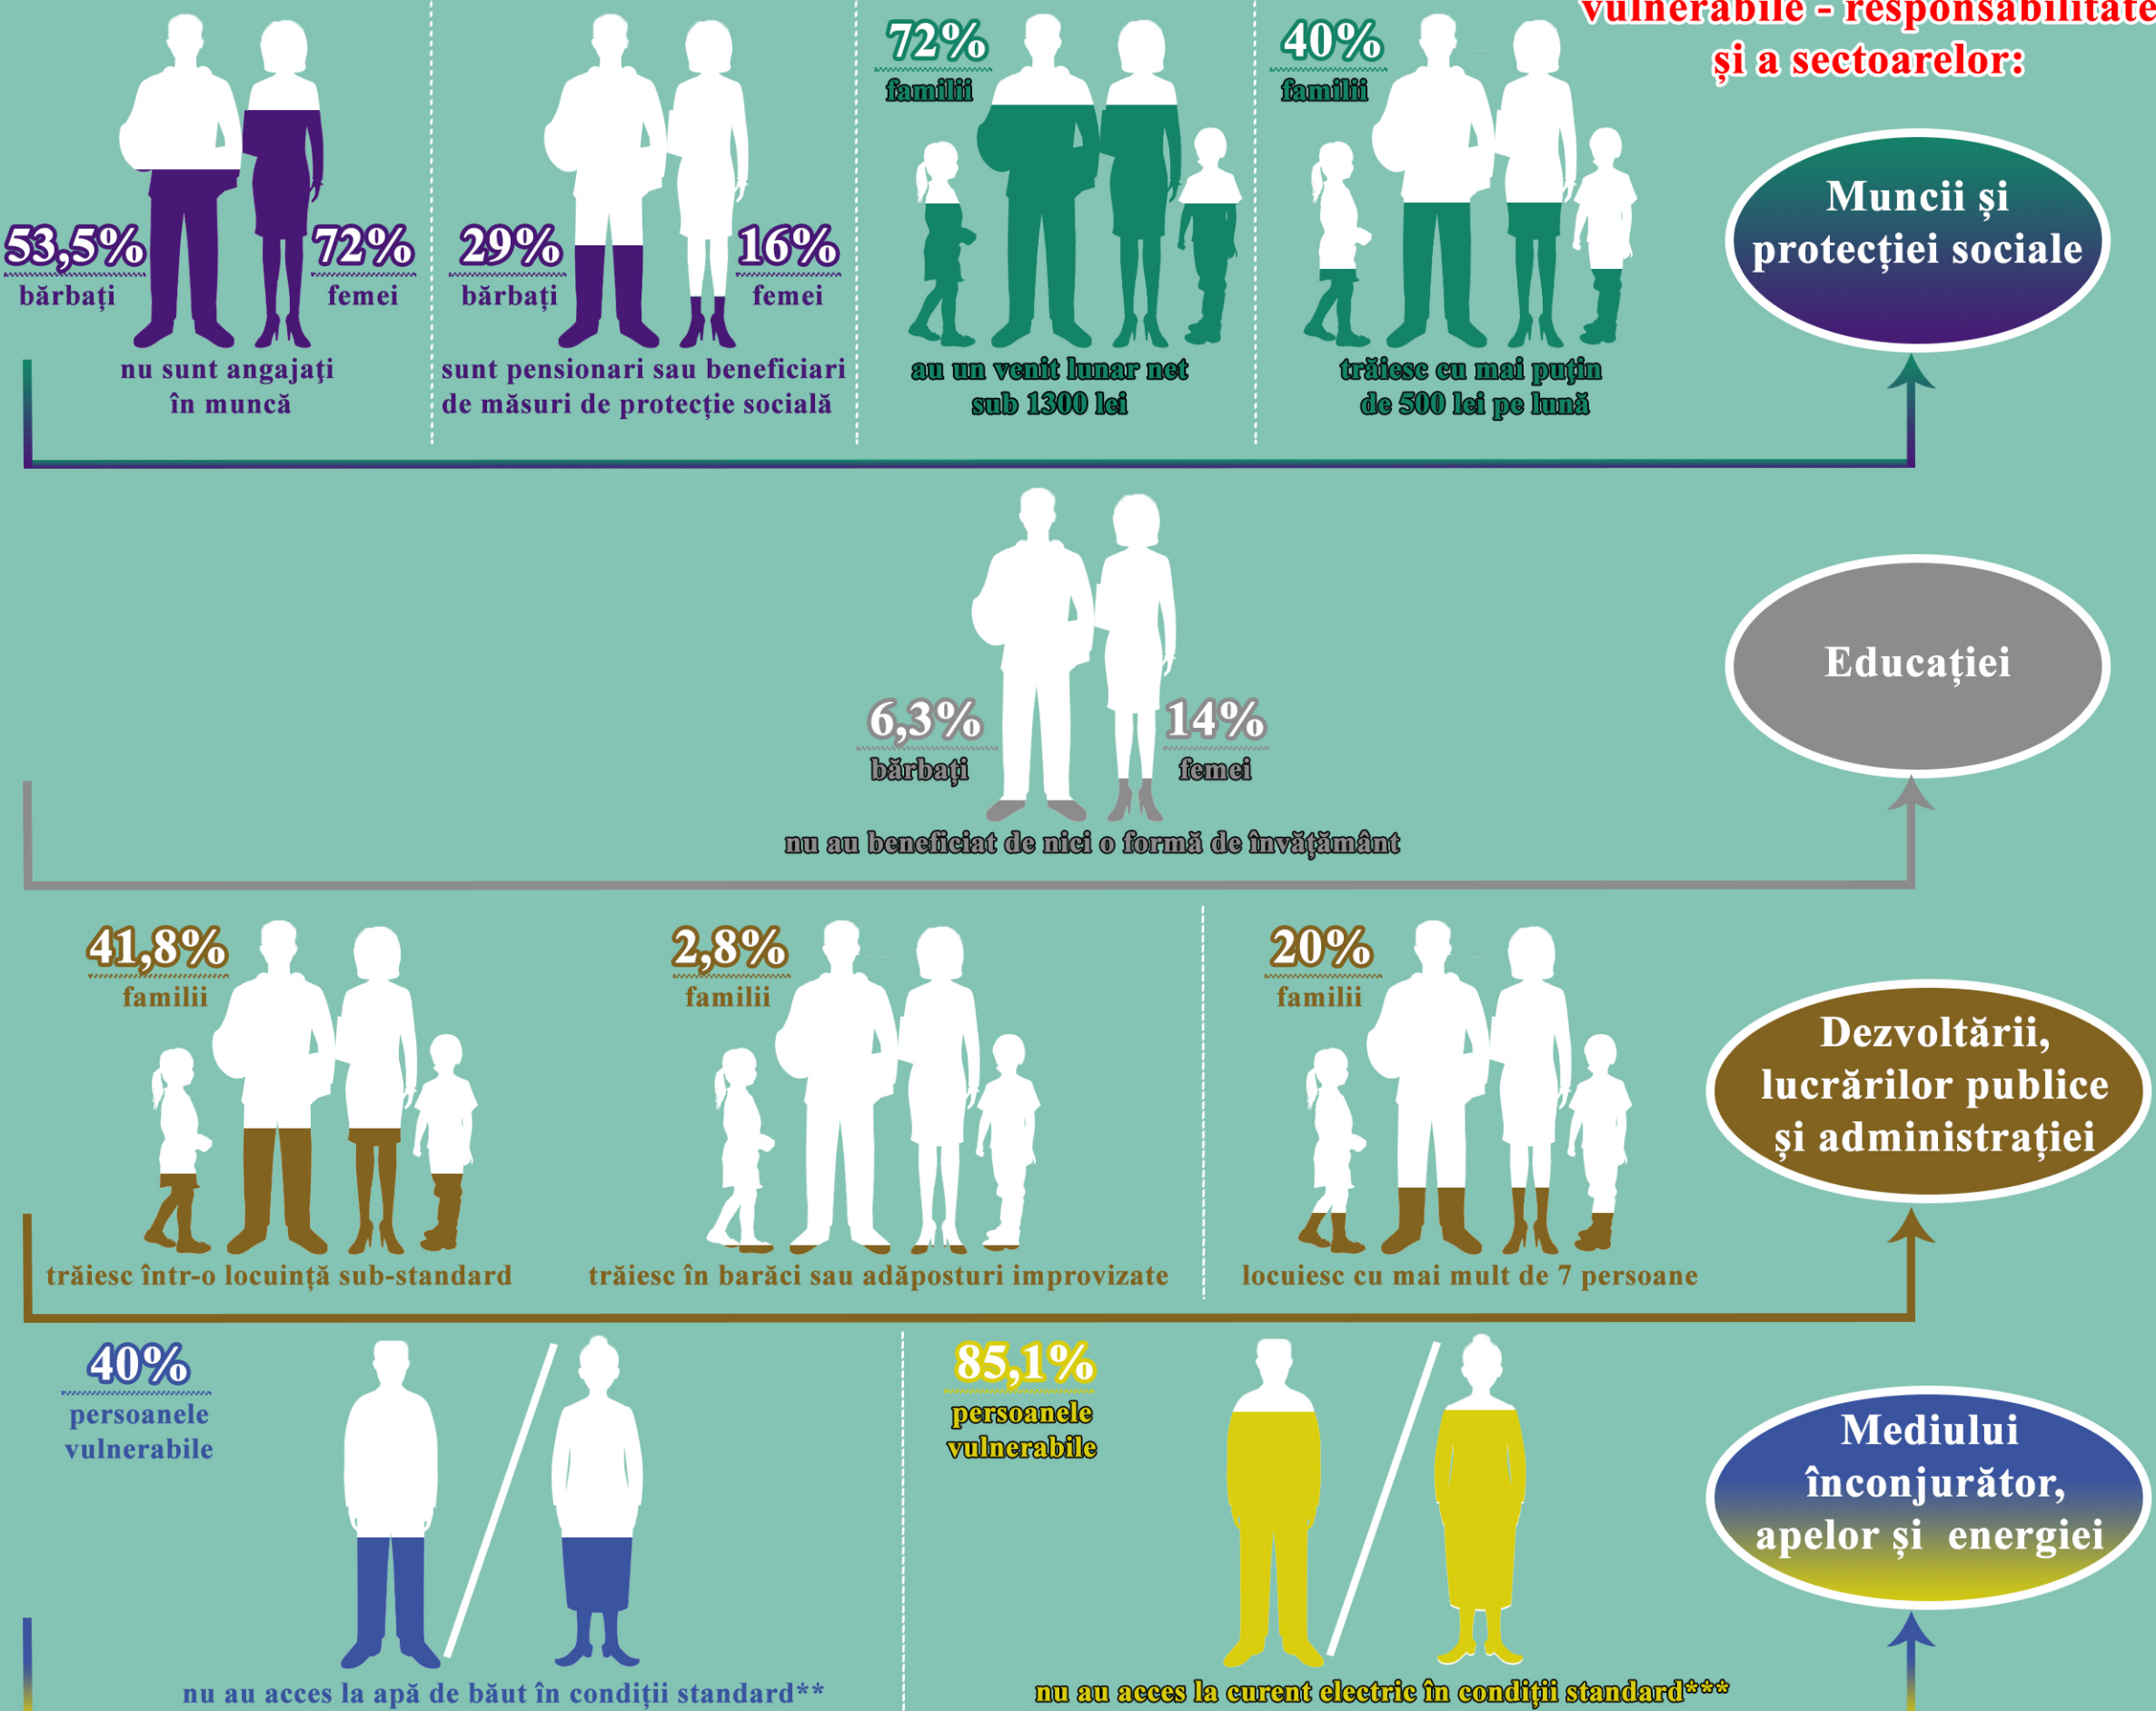 vulnerabile - responsabilitate
și a sectoarelor:
53,5%
bărbați
72%
femei
nu sunt angajați
în muncă
29%
bărbați
16%
femei
sunt pensionari sau beneficiari
de măsuri de protecție socială
72%
familii
au un venit lunar net
sub 1300 lei
40%
familii
trăiesc cu mai puțin
de 500 lei pe lună
Muncii și
protecției sociale
6,3%
bărbați
14%
femei
nu au beneficiat de nici o formă de învățământ
Educației
41,8%
familii
trăiesc într-o locuință sub-standard
2,8%
familii
trăiesc în barăci sau adăposturi improvizate
20%
familii
locuiesc cu mai mult de 7 persoane
Dezvoltării,
lucrărilor publice
și administrației
40%
persoanele
vulnerabile
nu au acces la apă de băut în condiții standard**
85,1%
persoanele
vulnerabile
nu au acces la curent electric în condiții standard***
Mediului
înconjurător,
apelor și energiei